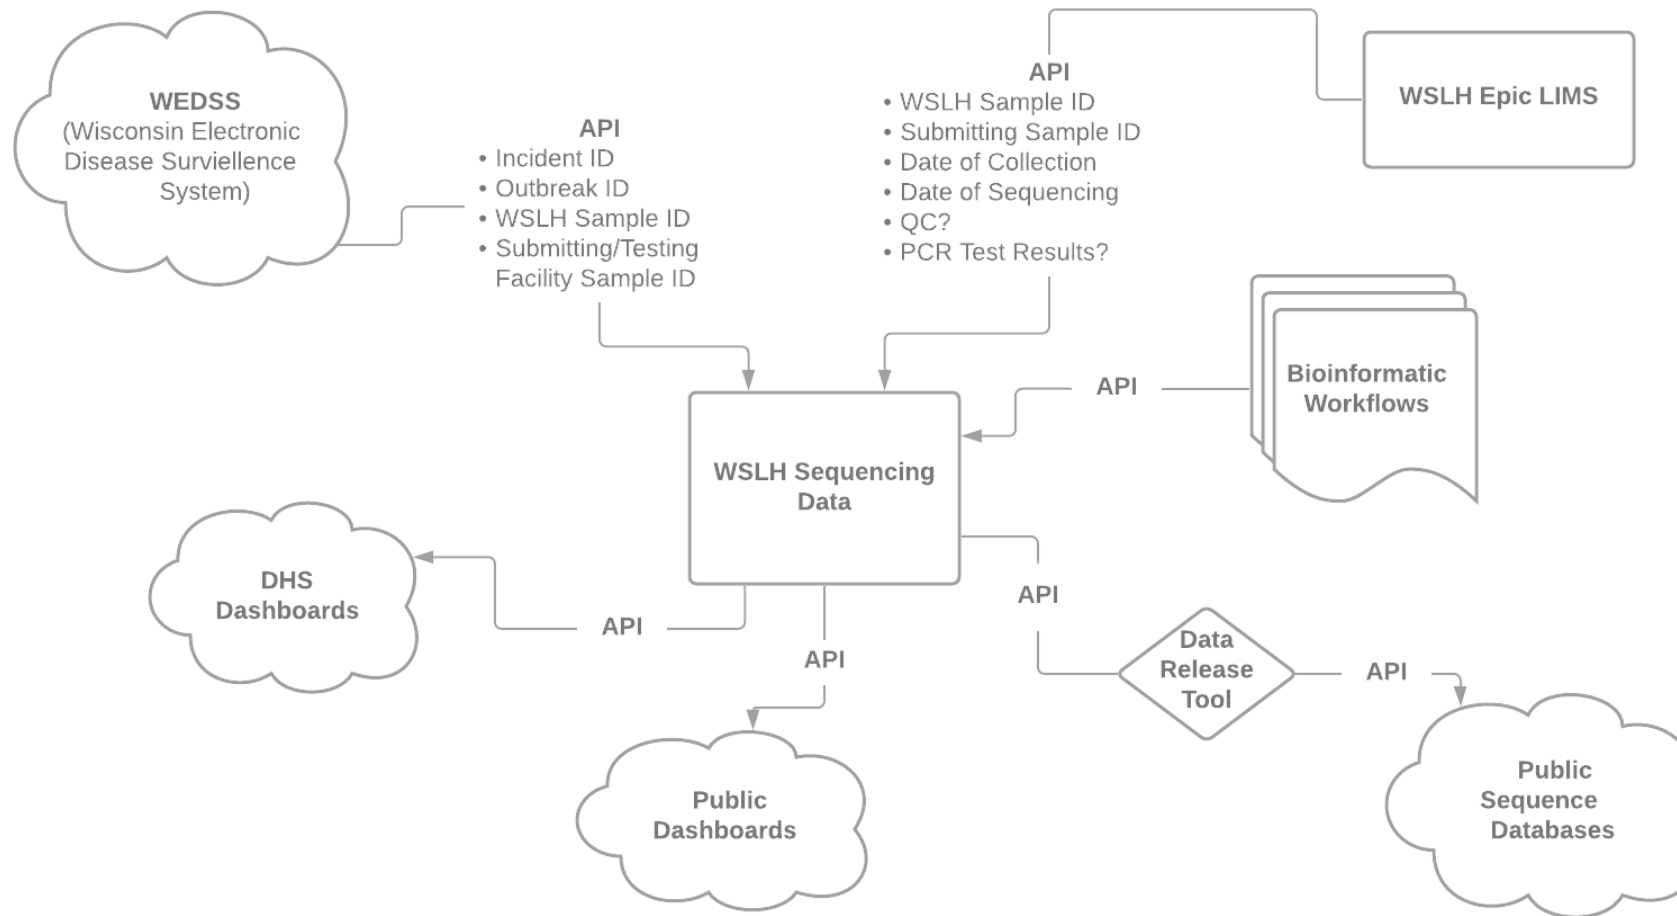 WEDSS
(Wisconsin Electronic
Disease Surviellence
System)
API
• Incident ID
• Outbreak ID
• WSLH Sample ID
• Submitting/Testing
Facility Sample ID
API
• WSLH Sample ID
• Submitting Sample ID
• Date of Collection
• Date of Sequencing
• QC?
• PCR Test Results?
WSLH Epic LIMS
Bioinformatic
Workflows
API
WSLH Sequencing
Data
DHS
Dashboards
API
API
Public
Dashboards
API
Data
Release
Tool
API
Public
Sequence
Databases